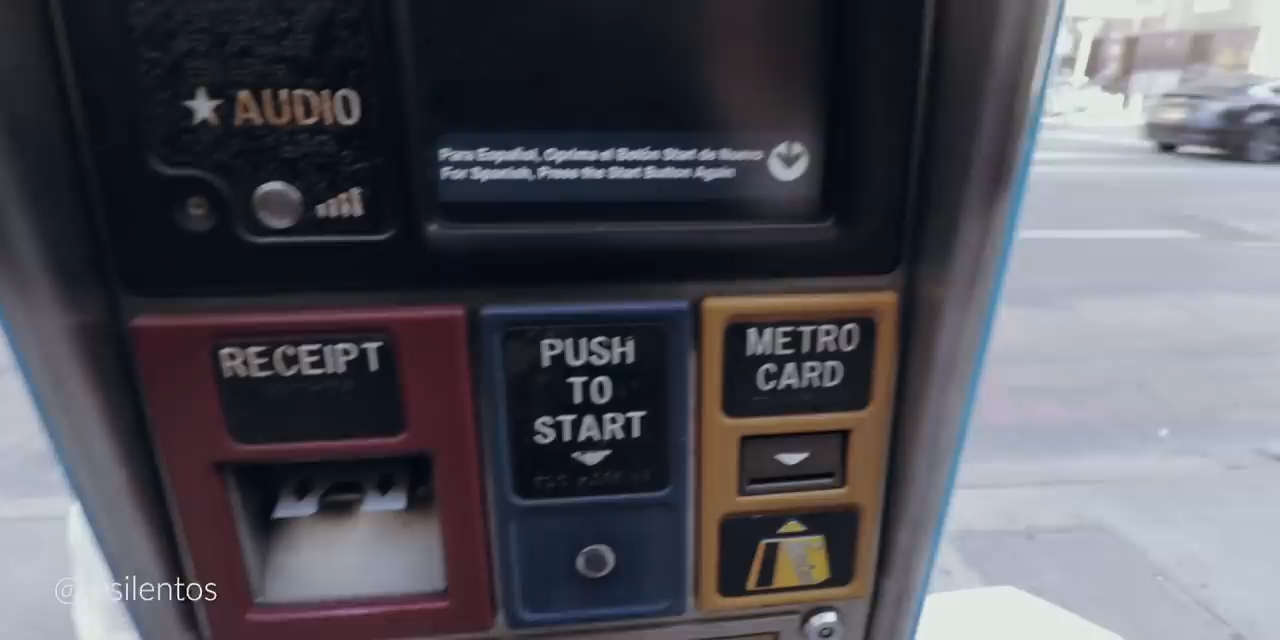 ★ AUDIO
Para Español, Oprima el Botón Start de Nuevo
For Spanish, Press the Start Button Again
RECEIPT
PUSH
TO
START
METRO
CARD
silentos